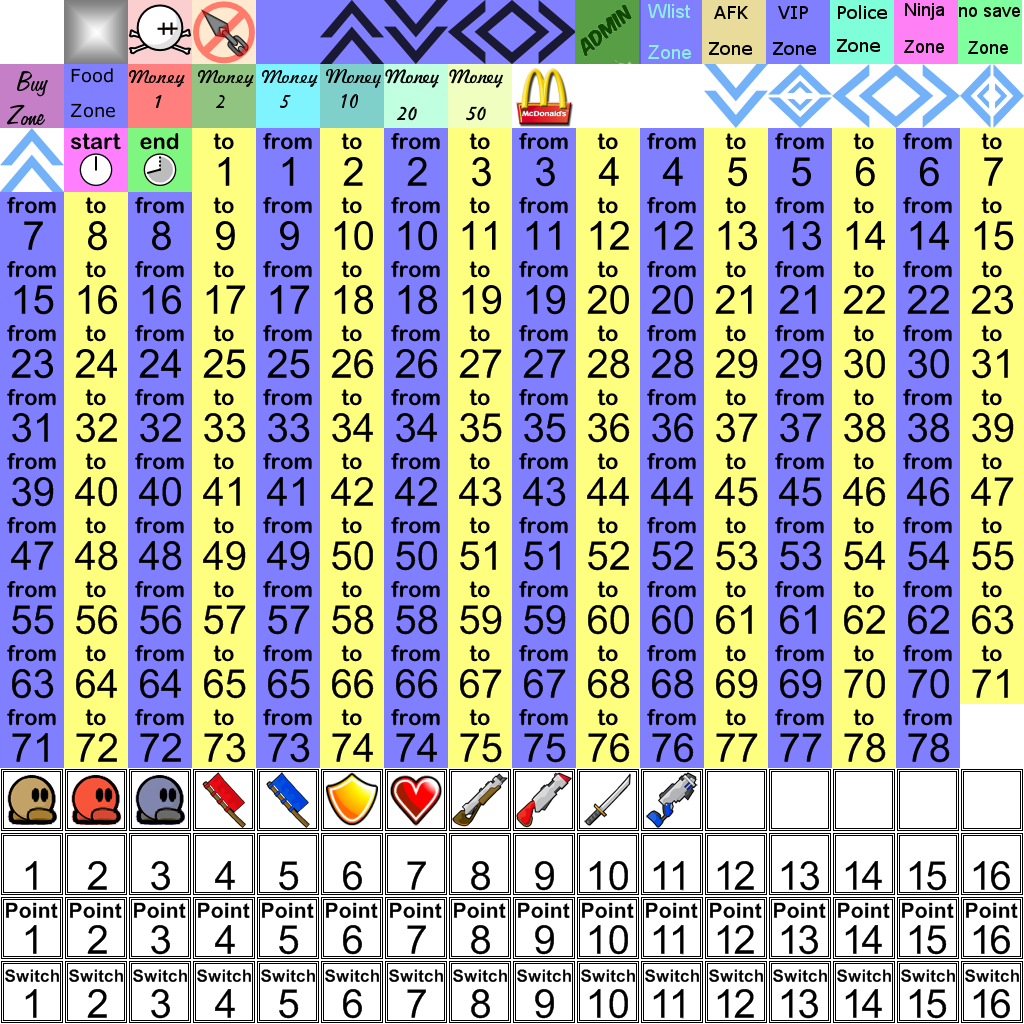 ADMIN Wlist AFK VIP Police Ninja no save
Zone Zone Zone Zone Zone Zone
Buy Food Money Money Money Money Money Money
Zone Zone 1 2 5 10 20 50 McDonald's
start end to from to from to from to from to from to from to
1 1 2 2 3 3 4 4 5 5 6 6 7
from to from to from to from to from to from to from to from to
7 8 8 9 9 10 10 11 11 12 12 13 13 14 14 15
from to from to from to from to from to from to from to from to
15 16 16 17 17 18 18 19 19 20 20 21 21 22 22 23
from to from to from to from to from to from to from to from to
23 24 24 25 25 26 26 27 27 28 28 29 29 30 30 31
from to from to from to from to from to from to from to from to
31 32 32 33 33 34 34 35 35 36 36 37 37 38 38 39
from to from to from to from to from to from to from to from to
39 40 40 41 41 42 42 43 43 44 44 45 45 46 46 47
from to from to from to from to from to from to from to from to
47 48 48 49 49 50 50 51 51 52 52 53 53 54 54 55
from to from to from to from to from to from to from to from to
55 56 56 57 57 58 58 59 59 60 60 61 61 62 62 63
from to from to from to from to from to from to from to from to
63 64 64 65 65 66 66 67 67 68 68 69 69 70 70 71
from to from to from to from to from to from to from to from
71 72 72 73 73 74 74 75 75 76 76 77 77 78 78
1 2 3 4 5 6 7 8 9 10 11 12 13 14 15 16
Point Point Point Point Point Point Point Point Point Point Point Point Point Point Point Point
1 2 3 4 5 6 7 8 9 10 11 12 13 14 15 16
Switch Switch Switch Switch Switch Switch Switch Switch Switch Switch Switch Switch Switch Switch Switch Switch
1 2 3 4 5 6 7 8 9 10 11 12 13 14 15 16